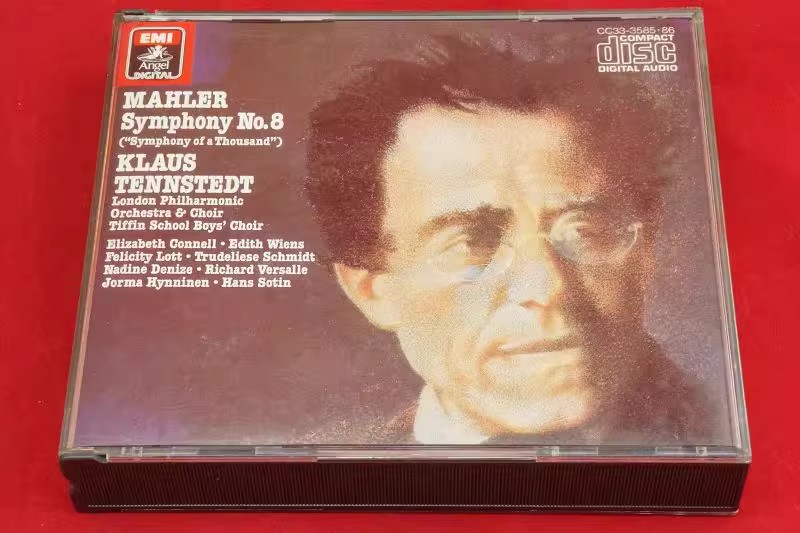 EMI
Angel
DIGITAL
MAHLER
Symphony No. 8
("Symphony of a Thousand")
KLAUS
TENNSTEDT
London Philharmonic
Orchestra & Choir
Tiffin School Boys' Choir
Elizabeth Connell • Edith Wiens
Felicity Lott • Trudeliese Schmidt
Nadine Denize • Richard Versalle
Jorma Hynninen • Hans Sotin
CC33-3585•86
COMPACT
disc
DIGITAL AUDIO